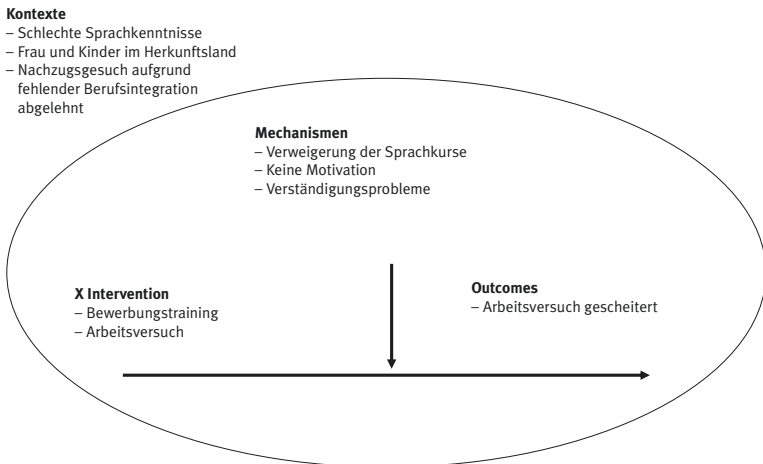 Kontexte
– Schlechte Sprachkenntnisse
– Frau und Kinder im Herkunftsland
– Nachzugsgesuch aufgrund
fehlender Berufsintegration
abgelehnt
Mechanismen
– Verweigerung der Sprachkurse
– Keine Motivation
– Verständigungsprobleme
X Intervention
– Bewerbungstraining
– Arbeitsversuch
Outcomes
– Arbeitsversuch gescheitert